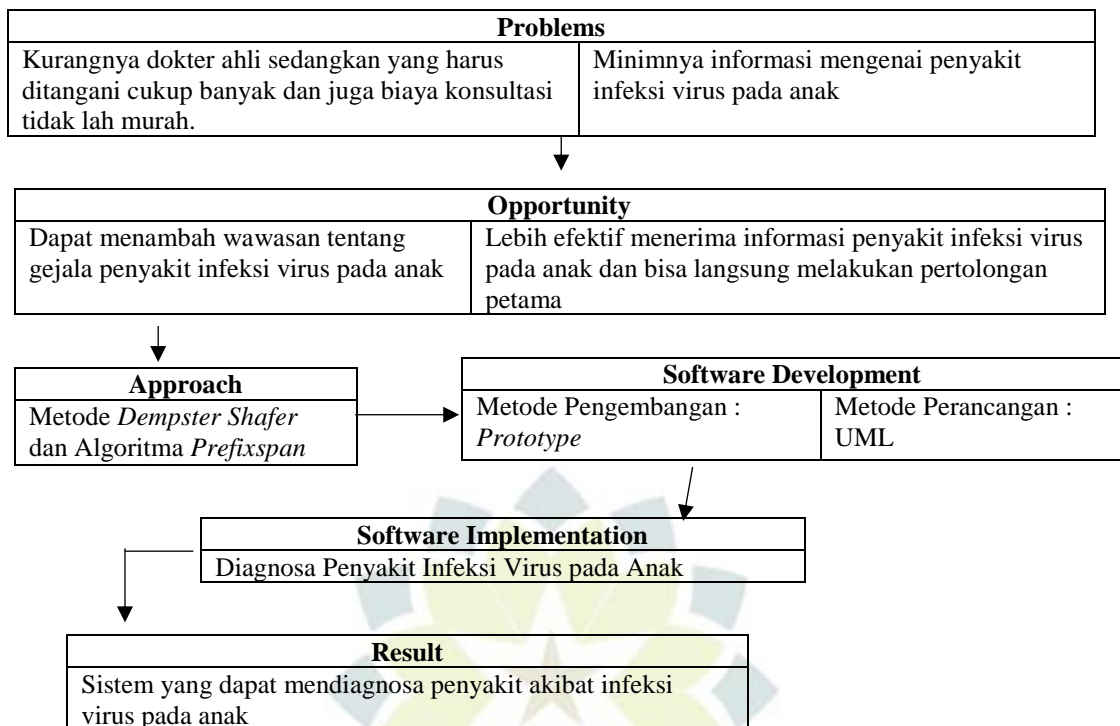 Problems
Kurangnya dokter ahli sedangkan yang harus
ditangani cukup banyak dan juga biaya konsultasi
tidak lah murah.
Minimnya informasi mengenai penyakit
infeksi virus pada anak
Opportunity
Dapat menambah wawasan tentang
gejala penyakit infeksi virus pada anak
Lebih efektif menerima informasi penyakit infeksi virus
pada anak dan bisa langsung melakukan pertolongan
petama
Approach
Metode Dempster Shafer
dan Algoritma Prefixspan
Software Development
Metode Pengembangan :
Prototype
Metode Perancangan :
UML
Software Implementation
Diagnosa Penyakit Infeksi Virus pada Anak
Result
Sistem yang dapat mendiagnosa penyakit akibat infeksi
virus pada anak